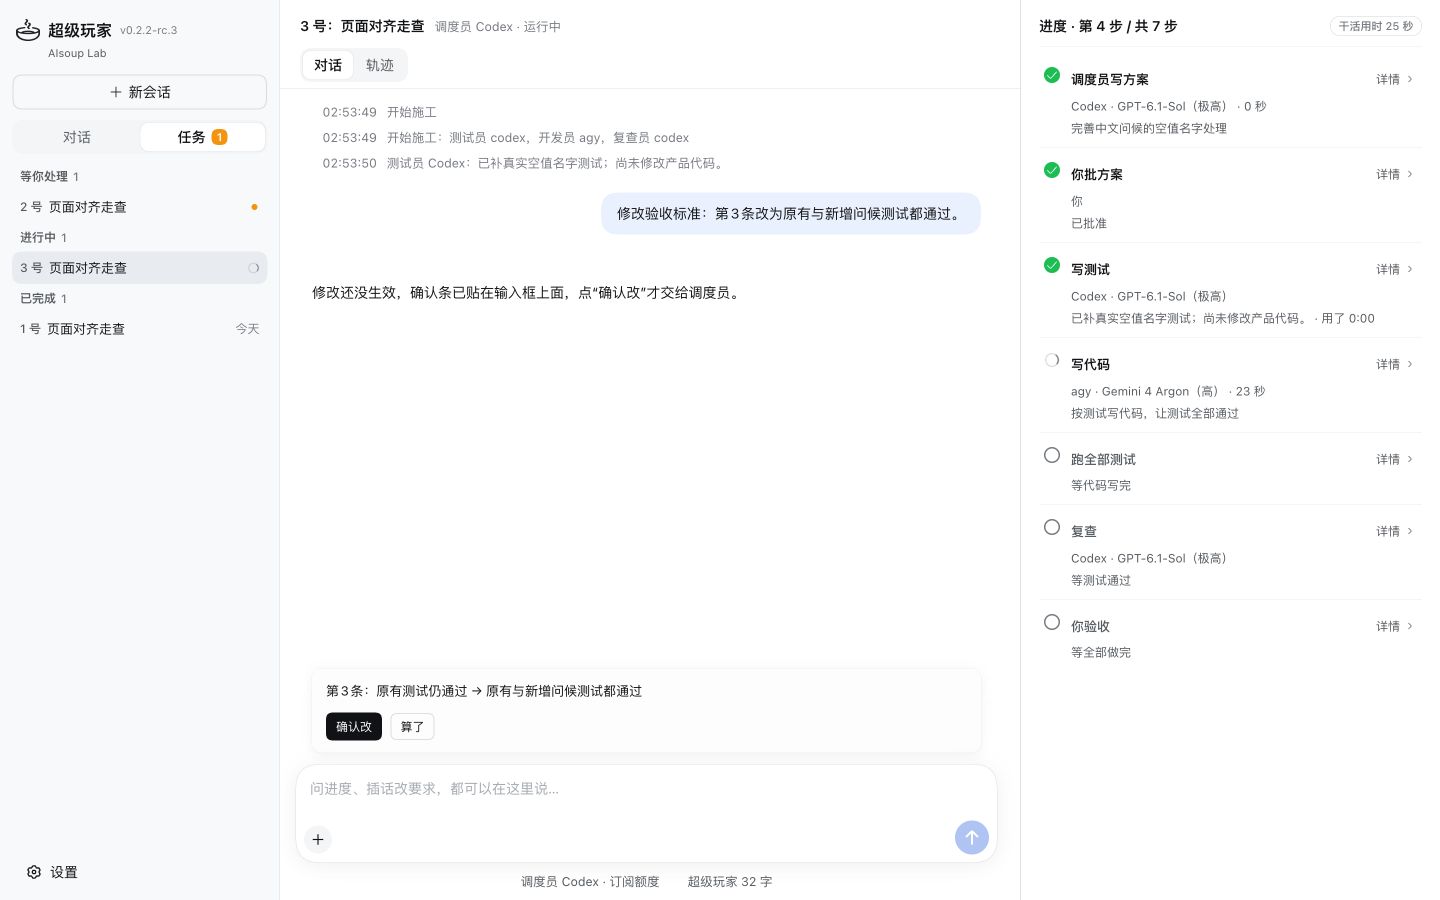 超级玩家 v0.2.2-rc.3
AIsoup Lab
+ 新会话
对话 任务 1
等你处理 1
2 号 页面对齐走查
进行中 1
3 号 页面对齐走查
已完成 1
1 号 页面对齐走查 今天
设置
3 号：页面对齐走查 调度员 Codex · 运行中
对话 轨迹
02:53:49 开始施工
02:53:49 开始施工：测试员 codex，开发员 agy，复查员 codex
02:53:50 测试员 Codex：已补真实空值名字测试；尚未修改产品代码。
修改验收标准：第3条改为原有与新增问候测试都通过。
修改还没生效，确认条已贴在输入框上面，点“确认改”才交给调度员。
第3条：原有测试仍通过 → 原有与新增问候测试都通过
确认改 算了
问进度、插话改要求，都可以在这里说...
调度员 Codex · 订阅额度 超级玩家 32 字
进度 · 第 4 步 / 共 7 步 干活用时 25 秒
调度员写方案 详情
Codex · GPT-6.1-Sol（极高） · 0 秒
完善中文问候的空值名字处理
你批方案 详情
你
已批准
写测试 详情
Codex · GPT-6.1-Sol（极高）
已补真实空值名字测试；尚未修改产品代码。 · 用了 0:00
写代码 详情
agy · Gemini 4 Argon（高） · 23 秒
按测试写代码，让测试全部通过
跑全部测试 详情
等代码写完
复查 详情
Codex · GPT-6.1-Sol（极高）
等测试通过
你验收 详情
等全部做完